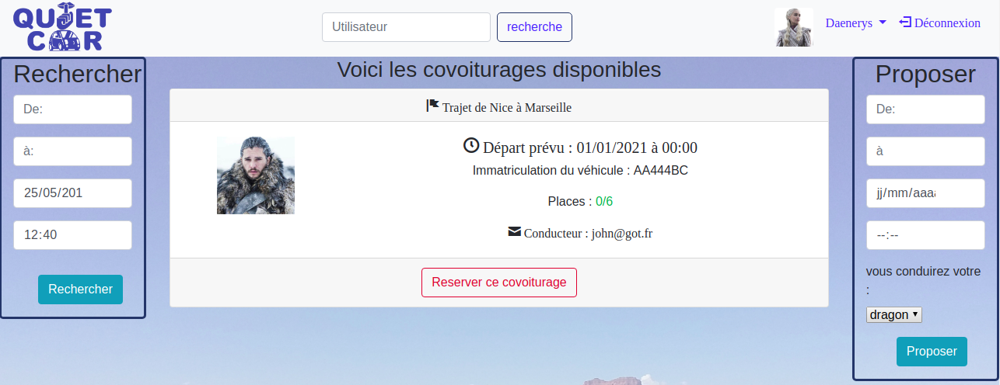 QUIET
CAR
Utilisateur
recherche
Daenerys
Déconnexion
Rechercher
De:
à:
25/05/201
12:40
Rechercher
Voici les covoiturages disponibles
Trajet de Nice à Marseille
Départ prévu : 01/01/2021 à 00:00
Immatriculation du véhicule : AA444BC
Places : 0/6
Conducteur : john@got.fr
Reserver ce covoiturage
Proposer
De:
à
jj/mm/aaaa
--:--
vous conduirez votre
:
dragon
Proposer